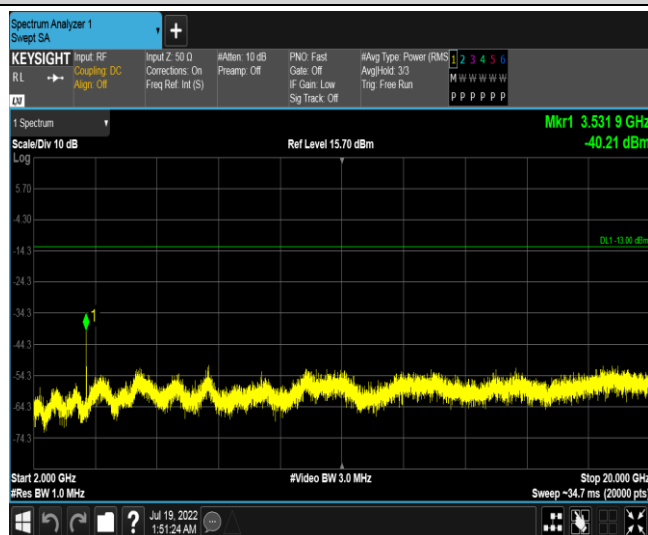 Spectrum Analyzer 1
Swept SA
+
KEYSIGHT Input: RF Input Z: 50 Ω #Atten: 10 dB PNO: Fast #Avg Type: Power (RMS 1 2 3 4 5 6
RL Coupling: DC Corrections: On Preamp: Off Gate: Off Avg|Hold: 3/3 M W W W W W
Align: Off Freq Ref: Int (S) IF Gain: Low Trig: Free Run
Sig Track: Off P P P P P P
LXI
1 Spectrum Mkr1 3.531 9 GHz
Scale/Div 10 dB Ref Level 15.70 dBm -40.21 dBm
Log
5.70
-4.30
DL1 -13.00 dBm
-14.3
-24.3
-34.3
1
-44.3
-54.3
-64.3
-74.3
Start 2.000 GHz #Video BW 3.0 MHz Stop 20.000 GHz
#Res BW 1.0 MHz Sweep ~34.7 ms (20000 pts)
? Jul 19, 2022
1:51:24 AM